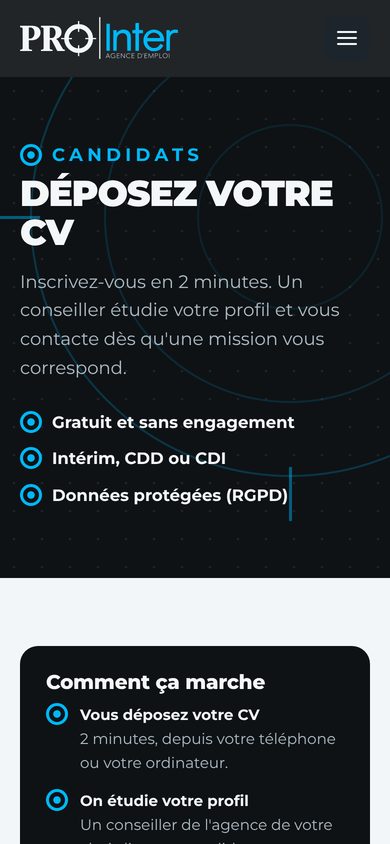 PRO Inter
AGENCE D'EMPLOI
CANDIDATS
DÉPOSEZ VOTRE
CV
Inscrivez-vous en 2 minutes. Un
conseiller étudie votre profil et vous
contacte dès qu'une mission vous
correspond.
Gratuit et sans engagement
Intérim, CDD ou CDI
Données protégées (RGPD)
Comment ça marche
Vous déposez votre CV
2 minutes, depuis votre téléphone
ou votre ordinateur.
On étudie votre profil
Un conseiller de l'agence de votre